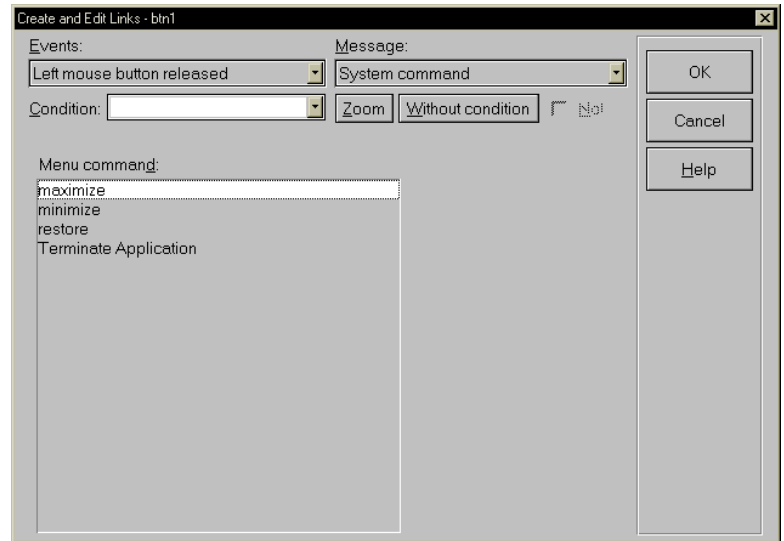 Create and Edit Links - btn1
Events:
Message:
Left mouse button released
System command
OK
Condition:
Zoom
Without condition
Not
Cancel
Help
Menu command:
maximize
minimize
restore
Terminate Application